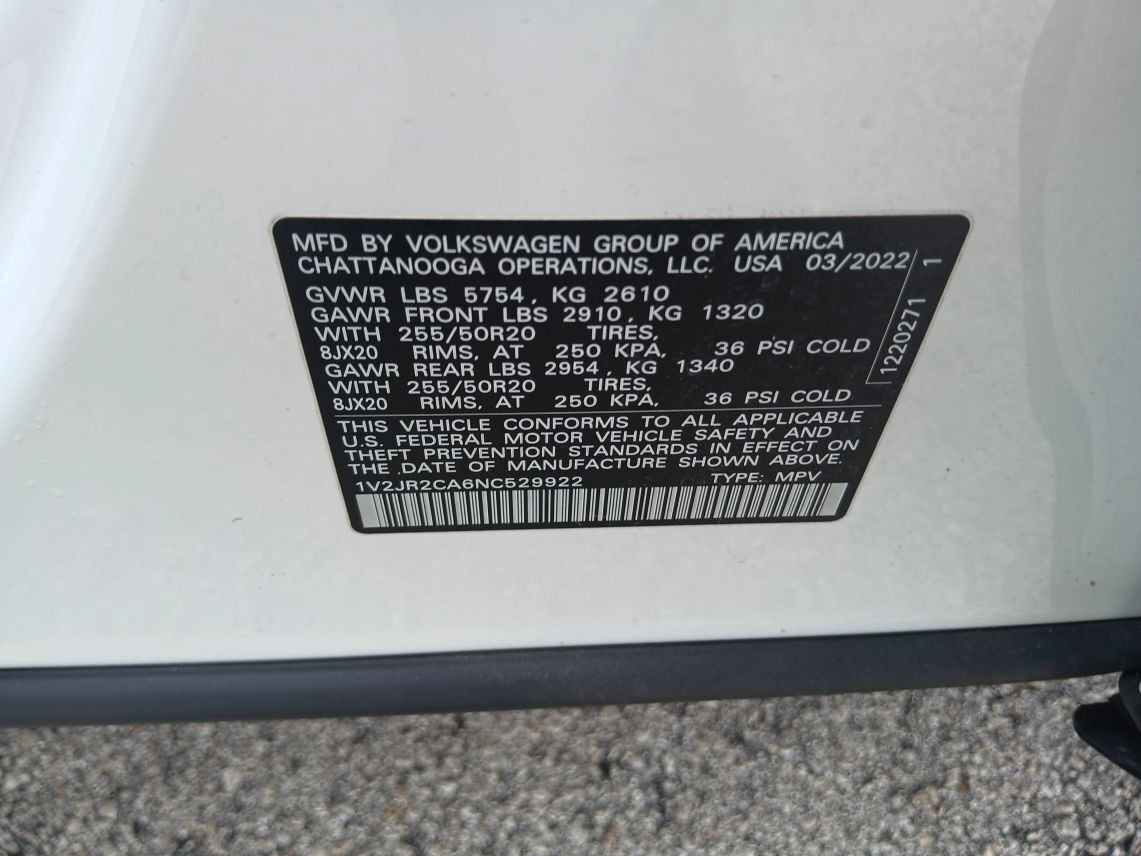 MFD BY VOLKSWAGEN GROUP OF AMERICA
CHATTANOOGA OPERATIONS, LLC. USA 03/2022
GVWR LBS 5754, KG 2610
GAWR FRONT LBS 2910, KG 1320
WITH 255/50R20 TIRES,
8JX20 RIMS, AT 250 KPA, 36 PSI COLD
GAWR REAR LBS 2954, KG 1340
WITH 255/50R20 TIRES,
8JX20 RIMS, AT 250 KPA, 36 PSI COLD
1220271 1
THIS VEHICLE CONFORMS TO ALL APPLICABLE
U.S. FEDERAL MOTOR VEHICLE SAFETY AND
THEFT PREVENTION STANDARDS IN EFFECT ON
THE DATE OF MANUFACTURE SHOWN ABOVE.
1V2JR2CA6NC529922 TYPE: MPV